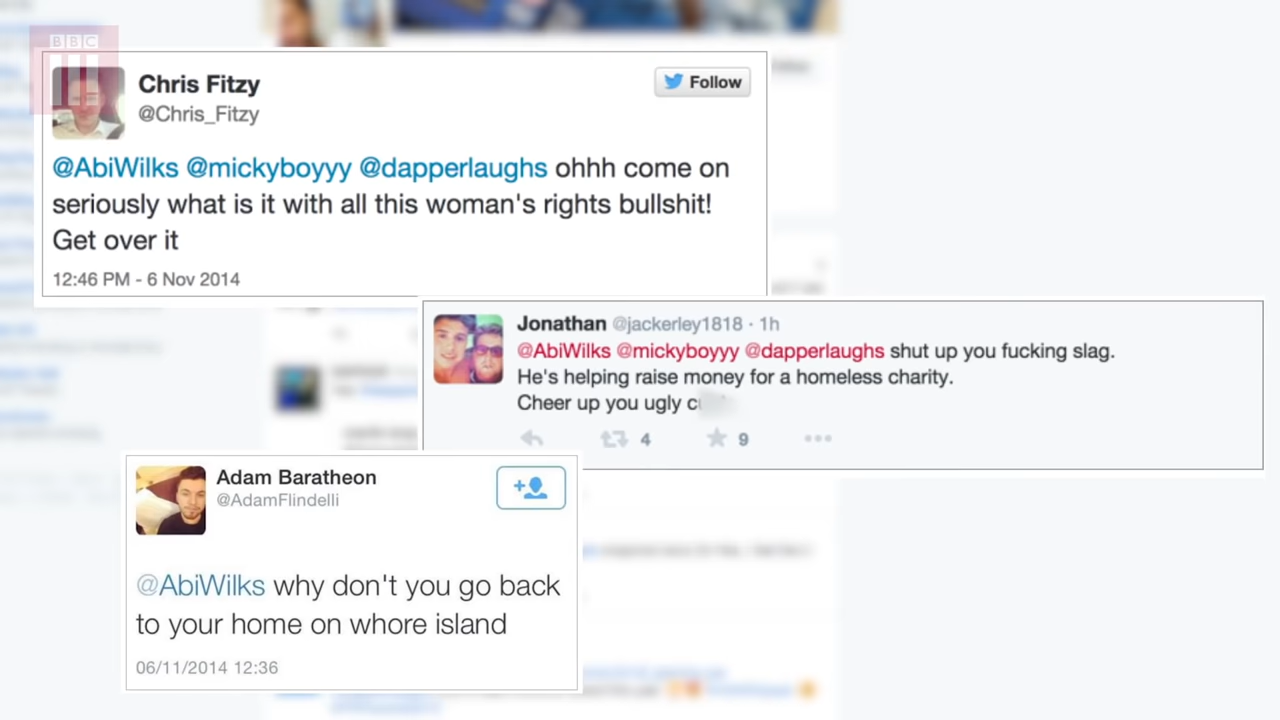 BBC
Chris Fitzy
@Chris_Fitzy
Follow
@AbiWilks @mickyboyyy @dapperlaughs ohhh come on
seriously what is it with all this woman's rights bullshit!
Get over it
12:46 PM - 6 Nov 2014
Jonathan @jackerley1818 · 1h
@AbiWilks @mickyboyyy @dapperlaughs shut up you fucking slag.
He's helping raise money for a homeless charity.
Cheer up you ugly c
4 9
Adam Baratheon
@AdamFlindelli
@AbiWilks why don't you go back
to your home on whore island
06/11/2014 12:36